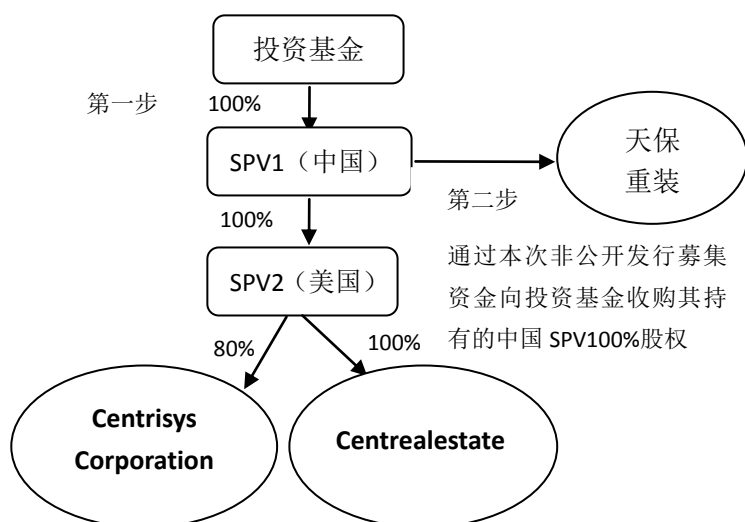 投资基金
第一步
100%
SPV1（中国）
天保
重装
第二步
100%
SPV2（美国）
通过本次非公开发行募集
资金向投资基金收购其持
有的中国 SPV100%股权
80%
100%
Centrisys
Corporation
Centrealestate